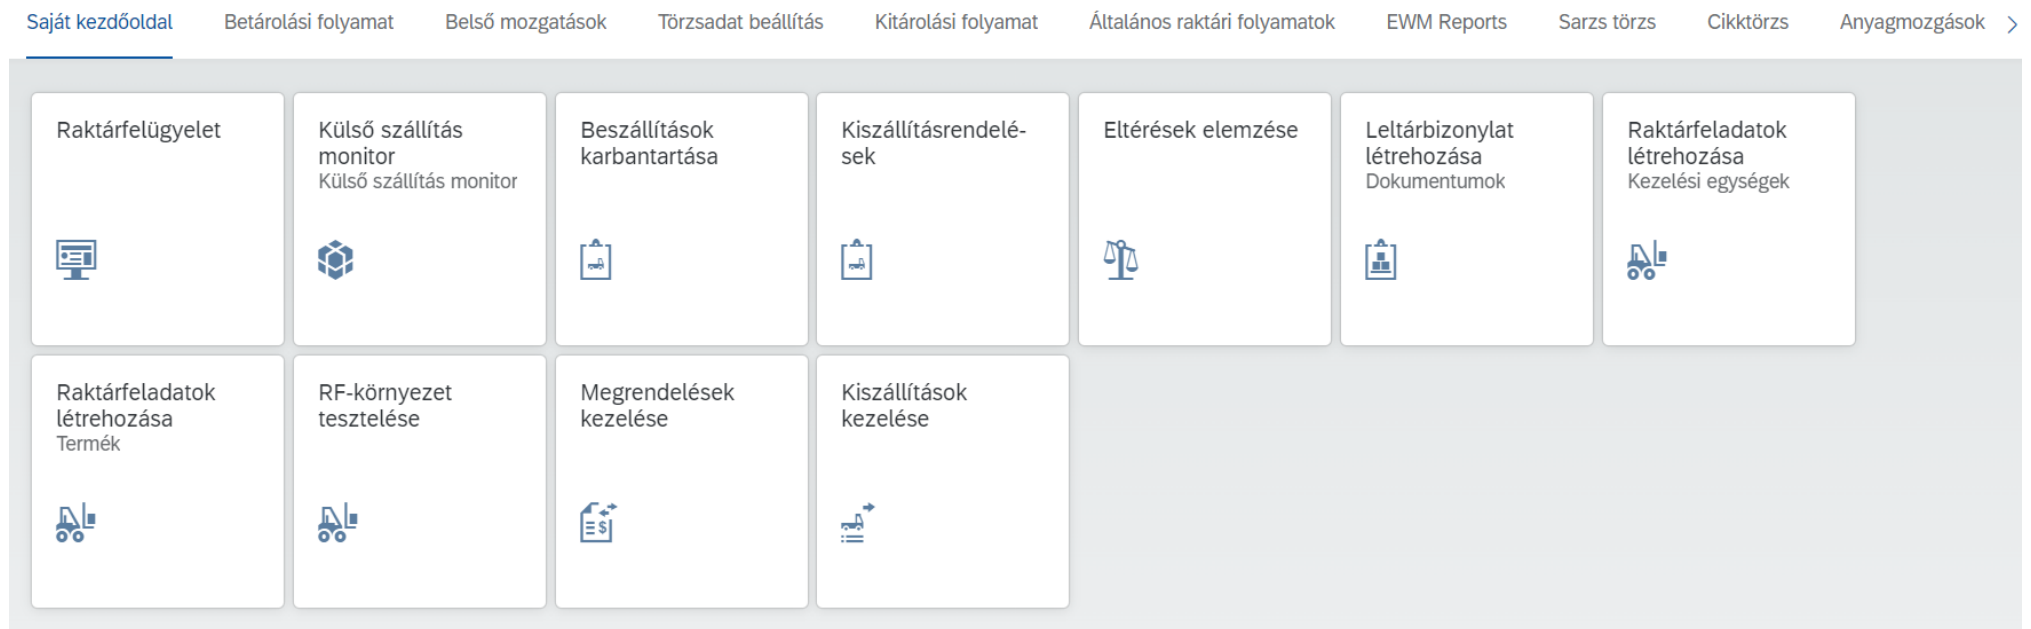 Saját kezdőoldal Betárolási folyamat Belső mozgatások Törzsadat beállítás Kitárolási folyamat Általános raktári folyamatok EWM Reports Sarzs törzs Cikktörzs Anyagmozgások
Raktárfelügyelet
Külső szállítás
monitor
Külső szállítás monitor
Beszállítások
karbantartása
Kiszállításrendelé-
sek
Eltérések elemzése
Leltárbizonylat
létrehozása
Dokumentumok
Raktárfeladatok
létrehozása
Kezelési egységek
Raktárfeladatok
létrehozása
Termék
RF-környezet
tesztelése
Megrendelések
kezelése
Kiszállítások
kezelése